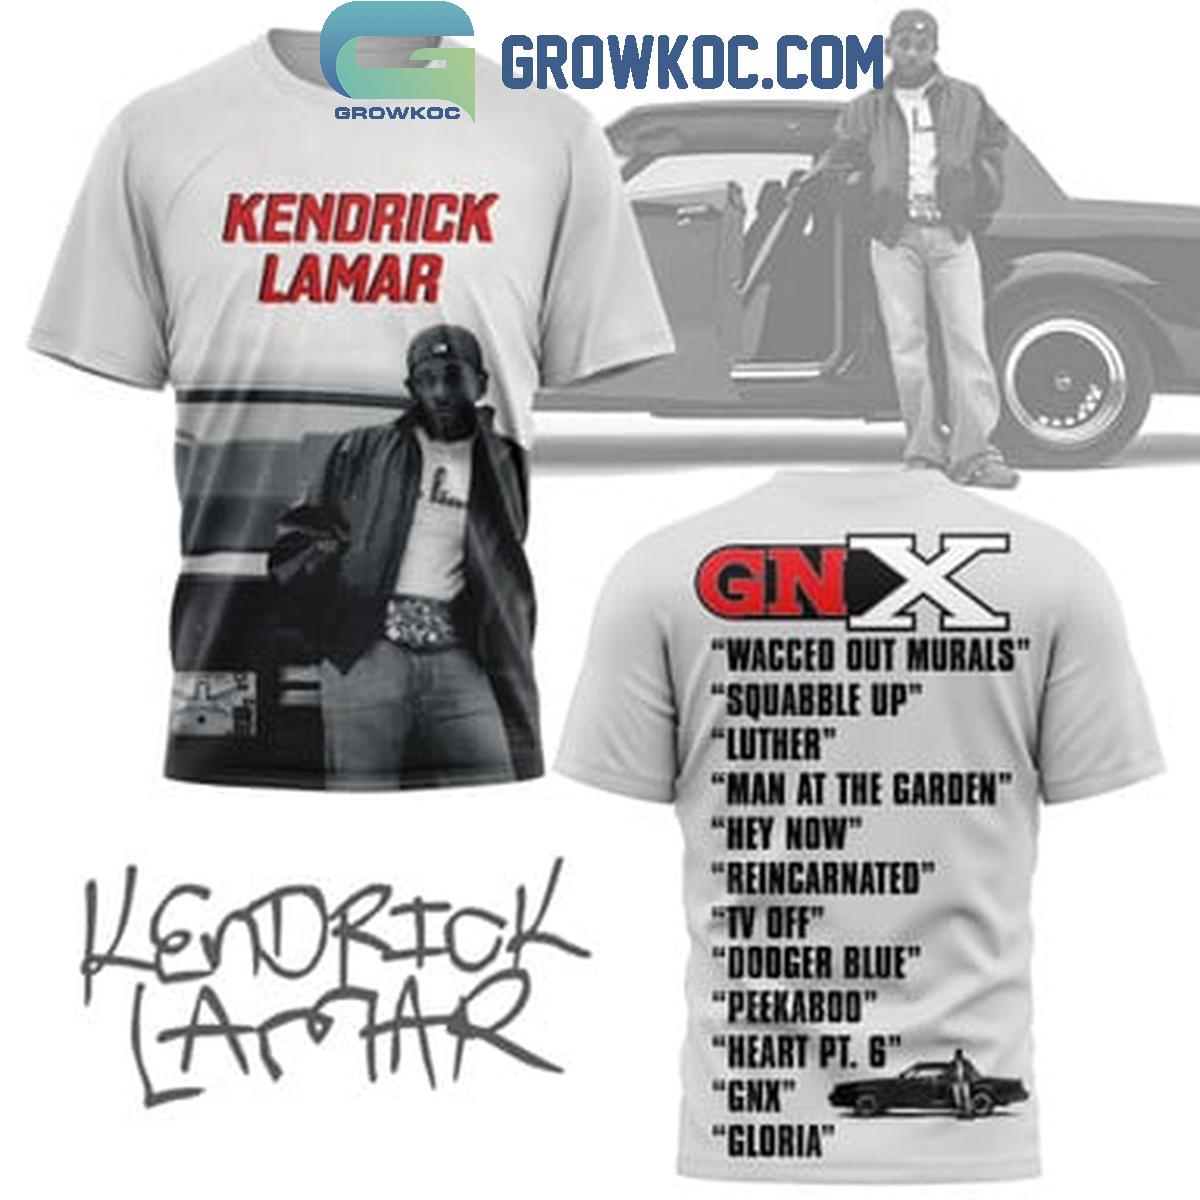 GROWKOC
GROWKOC.COM
KENDRICK
LAMAR
GNX
“WACCED OUT MURALS”
“SQUABBLE UP”
“LUTHER”
“MAN AT THE GARDEN”
“HEY NOW”
“REINCARNATED”
“TV OFF”
“DODGER BLUE”
“PEEKABOO”
“HEART PT. 6”
“GNX”
“GLORIA”
KENDRICK
LAMAR